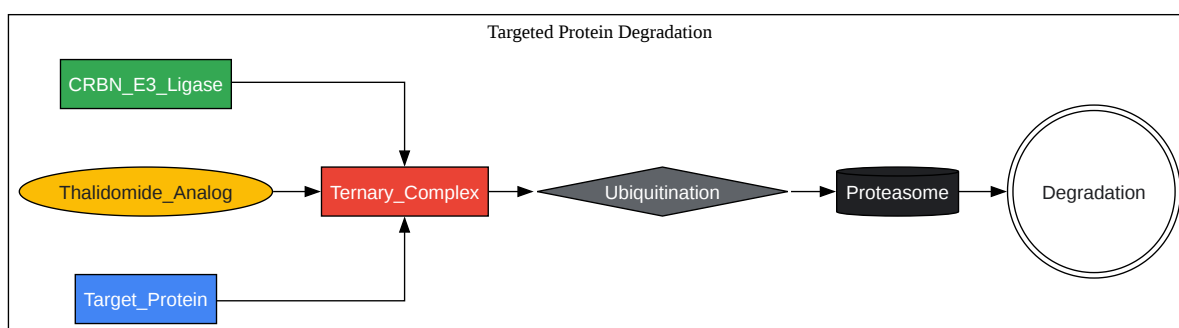 Targeted Protein Degradation
CRBN_E3_Ligase
Thalidomide_Analog
Ternary_Complex
Ubiquitination
Proteasome
Degradation
Target_Protein